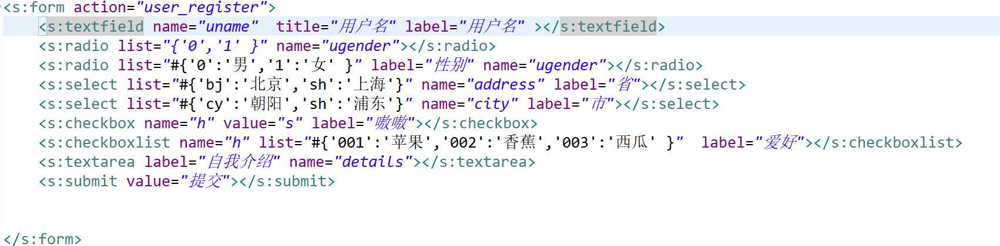 <s:form action="user_register">
<s:textfield name="uname"  title="用户名" label="用户名" ></s:textfield>
<s:radio list="{'0','1' }" name="ugender"></s:radio>
<s:radio list="#{'0':'男','1':'女' }" label="性别" name="ugender"></s:radio>
<s:select list="#{'bj':'北京','sh':'上海'}" name="address" label="省"></s:select>
<s:select list="#{'cy':'朝阳','sh':'浦东'}" name="city" label="市"></s:select>
<s:checkbox name="h" value="s" label="嗷嗷"></s:checkbox>
<s:checkboxlist name="h" list="#{'001':'苹果','002':'香蕉','003':'西瓜' }"  label="爱好"></s:checkboxlist>
<s:textarea label="自我介绍" name="details"></s:textarea>
<s:submit value="提交"></s:submit>
</s:form>